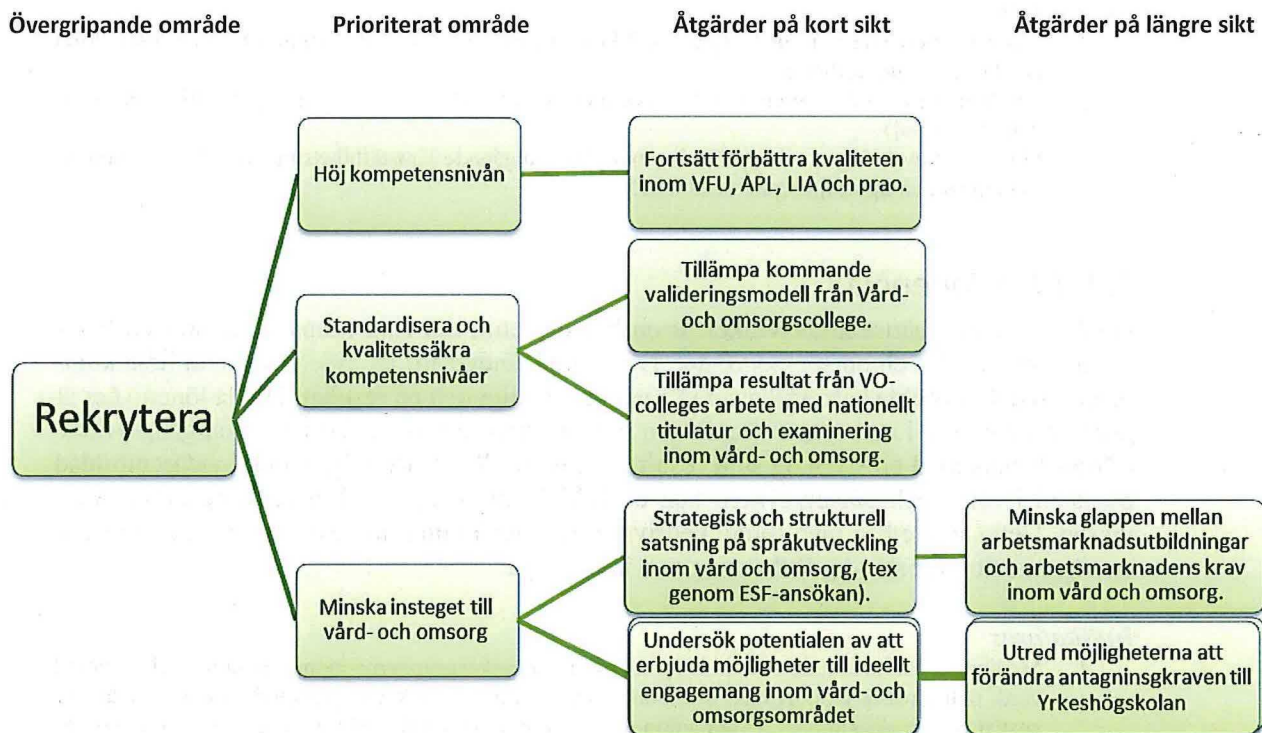 Övergripande område
Prioriterat område
Åtgärder på kort sikt
Åtgärder på längre sikt
Rekrytera
Höj kompetensnivån
Fortsätt förbättra kvaliteten
inom VFU, APL, LIA och prao.
Standardisera och
kvalitetssäkra
kompetensnivåer
Tillämpa kommande
valideringsmodell från Vård-
och omsorgscollege.
Tillämpa resultat från VO-
colleges arbete med nationellt
titulatur och examinering
inom vård- och omsorg.
Minska insteget till
vård- och omsorg
Strategisk och strukturell
satsning på språkutveckling
inom vård och omsorg, (tex
genom ESF-ansökan).
Minska glappen mellan
arbetsmarknadsutbildningar
och arbetsmarknadens krav
inom vård och omsorg.
Undersök potentialen av att
erbjuda möjligheter till ideellt
engagemang inom vård- och
omsorgsområdet
Utred möjligheterna att
förändra antagninsgkraven till
Yrkeshögskolan